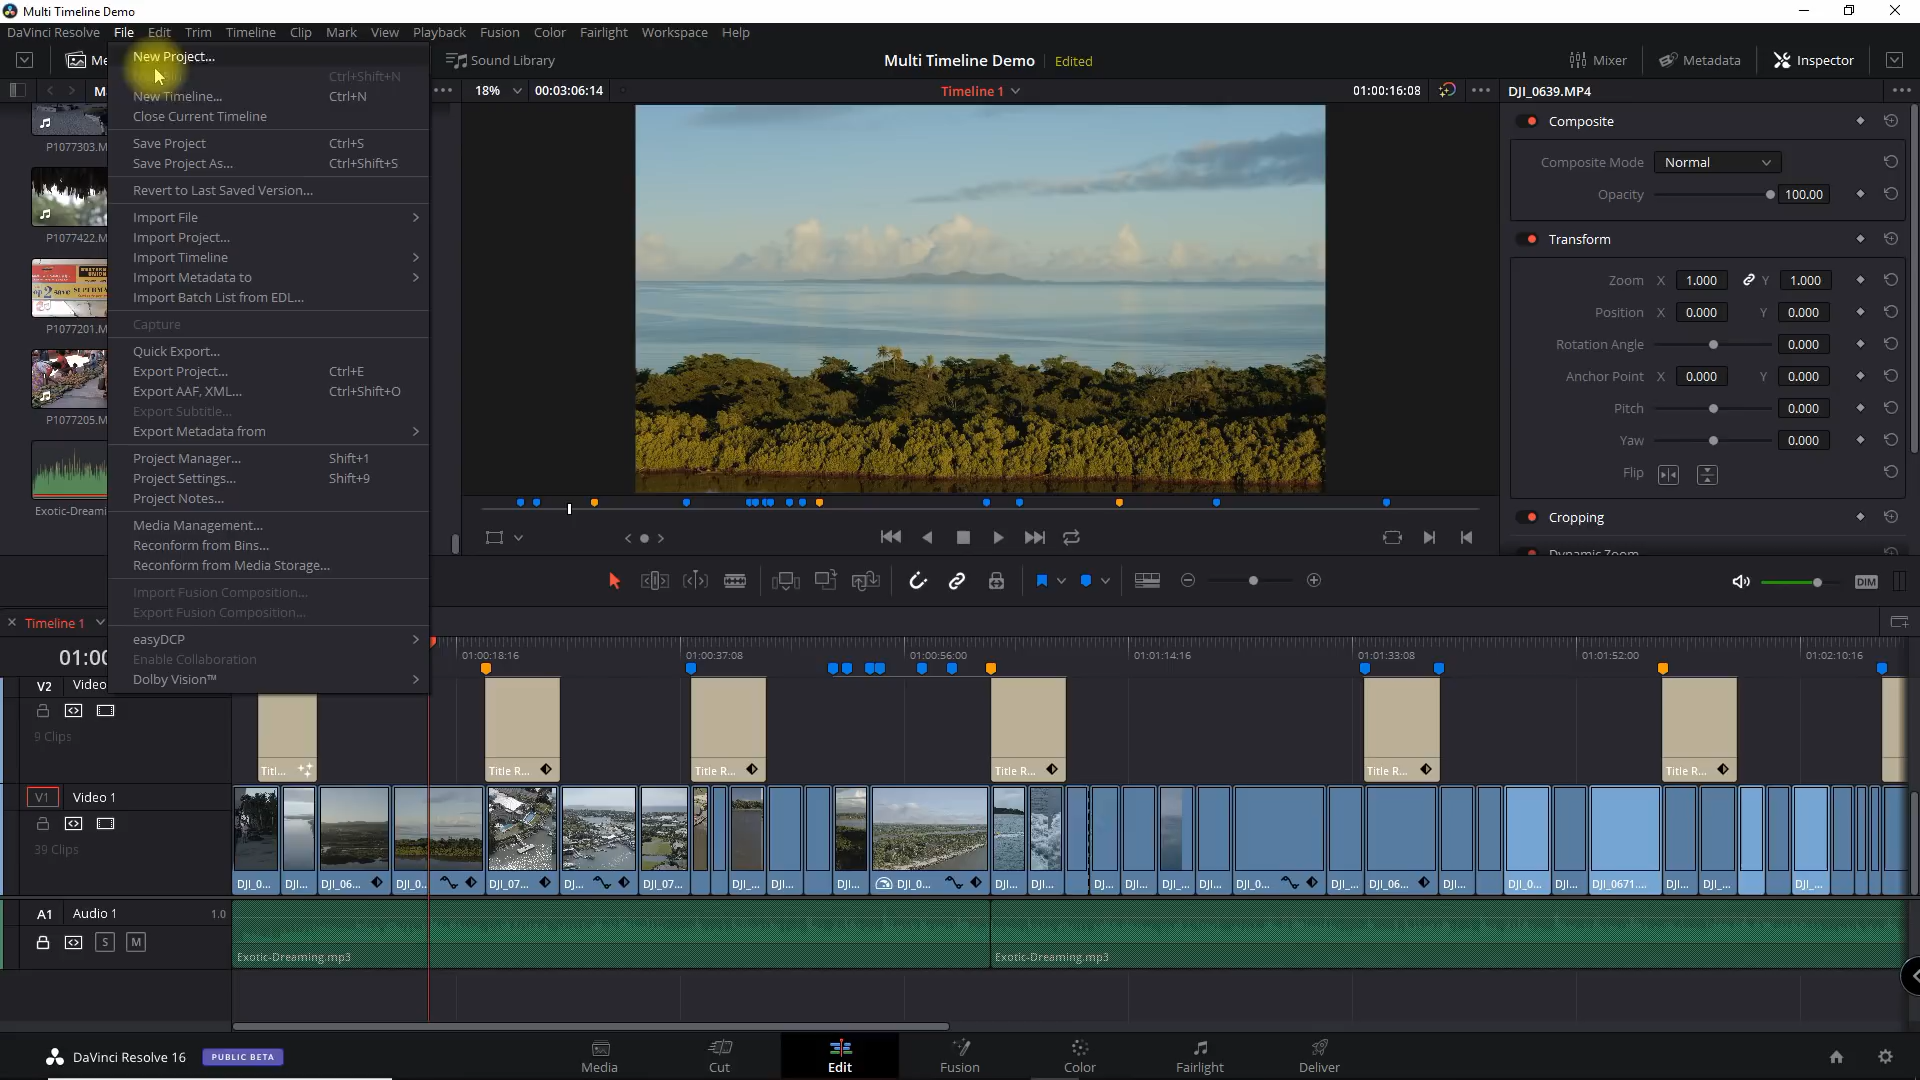 Multi Timeline Demo
DaVinci Resolve File Edit Trim Timeline Clip Mark View Playback Fusion Color Fairlight Workspace Help
Sound Library
Multi Timeline Demo Edited
Mixer Metadata Inspector
18% 00:03:06:14 Timeline 1 01:00:16:08 DJI_0639.MP4
New Project...
Ctrl+Shift+N
New Timeline... Ctrl+N
Close Current Timeline
Save Project Ctrl+S
Save Project As... Ctrl+Shift+S
Revert to Last Saved Version...
Import File
Import Project...
Import Timeline
Import Metadata to
Import Batch List from EDL...
Capture
Quick Export...
Export Project... Ctrl+E
Export AAF, XML... Ctrl+Shift+O
Export Subtitle...
Export Metadata from
Project Manager... Shift+1
Project Settings... Shift+9
Project Notes...
Media Management...
Reconform from Bins...
Reconform from Media Storage...
Import Fusion Composition...
Export Fusion Composition...
easyDCP
Enable Collaboration
Dolby Vision™
P1077303.M
P1077422.M
P1077201.M
P1077205.M
Exotic-Dreami
Composite
Composite Mode Normal
Opacity 100.00
Transform
Zoom X 1.000 Y 1.000
Position X 0.000 Y 0.000
Rotation Angle 0.000
Anchor Point X 0.000 Y 0.000
Pitch 0.000
Yaw 0.000
Flip
Cropping
Dynamic Zoom
DIM
Timeline 1
01:00
01:00:18:16 01:00:37:08 01:00:56:00 01:01:14:16 01:01:33:08 01:01:52:00 01:02:10:16
V2 Video
9 Clips
Titl... Title R... Title R... Title R... Title R... Title R...
V1 Video 1
39 Clips
DJI_0... DJI... DJI_06... DJI_0... DJI_07... DJ... DJI_07... DJI_... DJI... DJI... DJI_0... DJI... DJI... DJ... DJI... DJI... DJI... DJI_0... DJI... DJI_06... DJI... DJI_0... DJI... DJI_0671.... DJI... DJI_... DJI_...
A1 Audio 1 1.0
S M
Exotic-Dreaming.mp3 Exotic-Dreaming.mp3
DaVinci Resolve 16 PUBLIC BETA
Media Cut Edit Fusion Color Fairlight Deliver